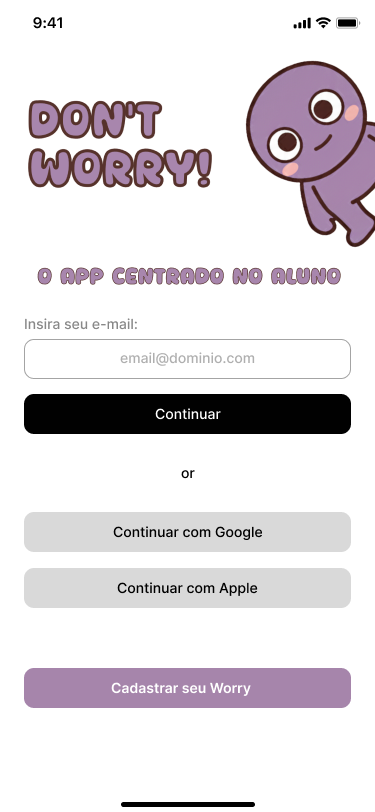 9:41
DON'T
WORRY!
O APP CENTRADO NO ALUNO
Insira seu e-mail:
email@dominio.com
Continuar
or
Continuar com Google
Continuar com Apple
Cadastrar seu Worry